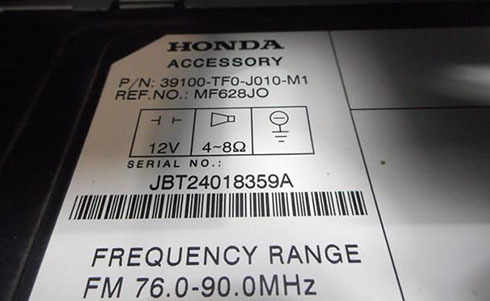 HONDA
ACCESSORY
P/N: 39100-TF0-J010-M1
REF.NO.: MF628JO
12V 4~8Ω
SERIAL NO.:
JBT24018359A
FREQUENCY RANGE
FM 76.0-90.0MHz